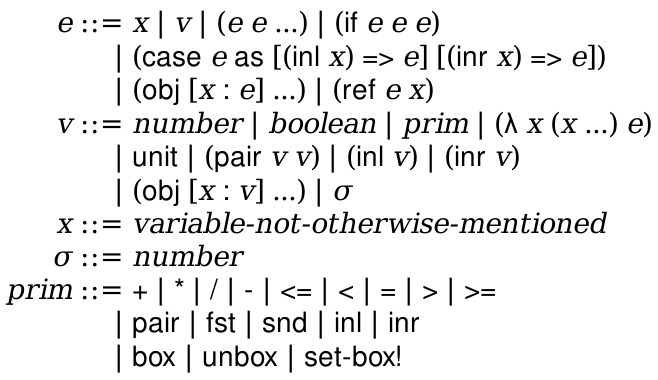 e ::= x | v | (e e ...) | (if e e e)
| (case e as [(inl x) => e] [(inr x) => e])
| (obj [x : e] ...) | (ref e x)
v ::= number | boolean | prim | (λ x (x ...) e)
| unit | (pair v v) | (inl v) | (inr v)
| (obj [x : v] ...) | σ
x ::= variable-not-otherwise-mentioned
σ ::= number
prim ::= + | * | / | - | <= | < | = | > | >=
| pair | fst | snd | inl | inr
| box | unbox | set-box!